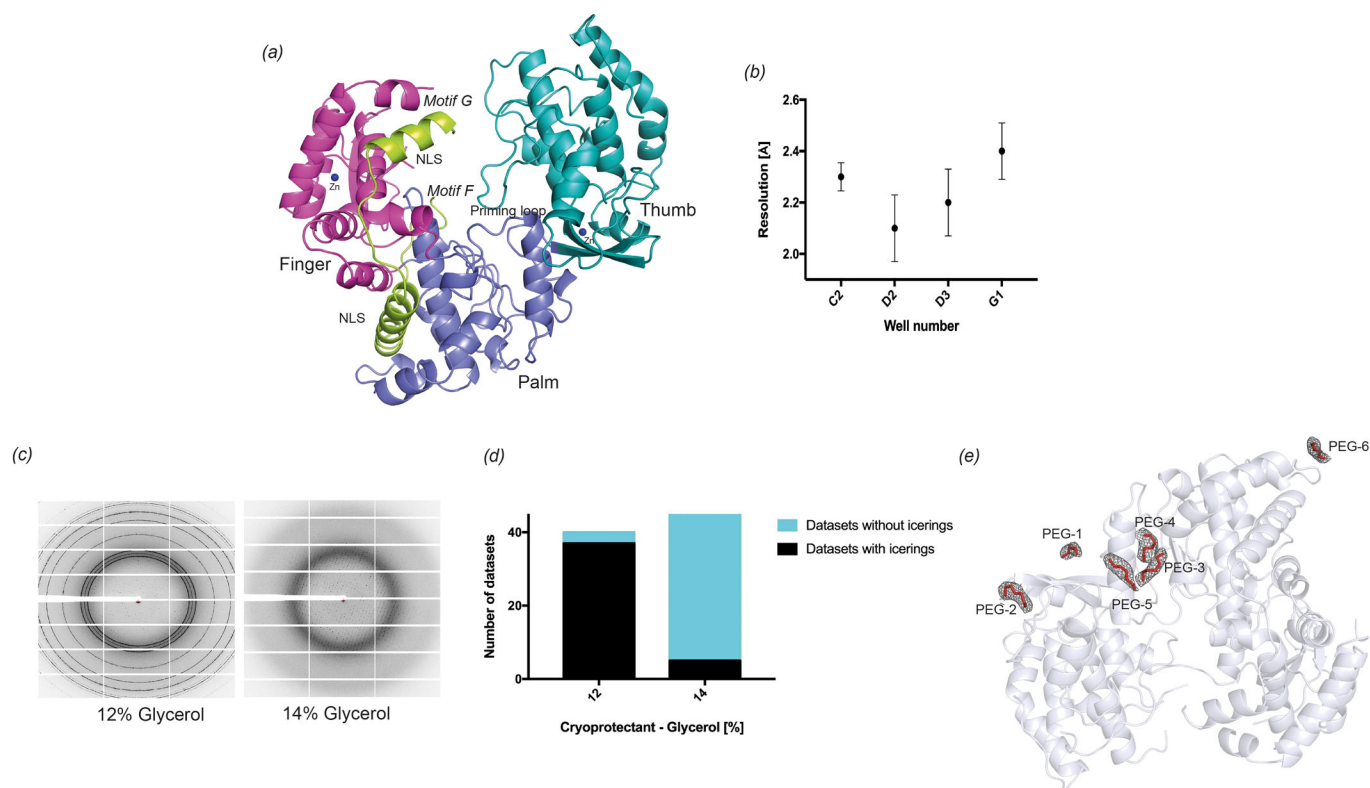 (a)
Motif G
NLS
Zn
Motif F
Priming loop
Thumb
Zn
Finger
NLS
Palm
(b)
2.6
2.4
2.2
2.0
Resolution [A]
C2
D2
D3
G1
Well number
(c)
12% Glycerol
14% Glycerol
(d)
40
20
0
Number of datasets
12
14
Cryoprotectant - Glycerol [%]
Datasets without icerings
Datasets with icerings
(e)
PEG-6
PEG-4
PEG-1
PEG-3
PEG-2
PEG-5